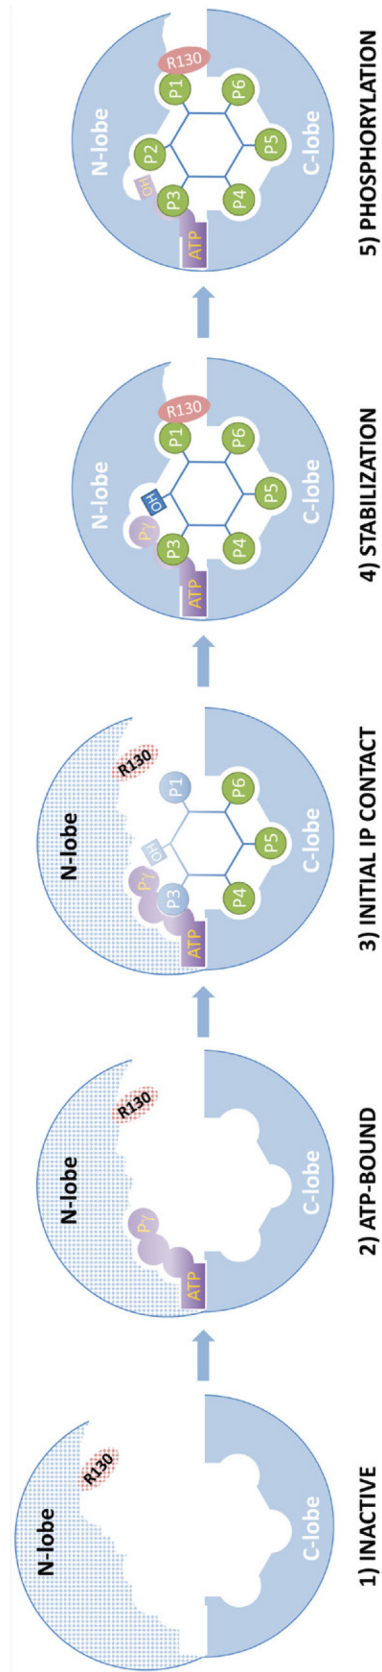 N-lobe
R130
C-lobe
1) INACTIVE
N-lobe
R130
Pγ
ATP
C-lobe
2) ATP-BOUND
N-lobe
R130
Pγ
OH
P1
P3
ATP
P6
P4
P5
C-lobe
3) INITIAL IP CONTACT
N-lobe
R130
Pγ
OH
P1
P3
ATP
P6
P4
P5
C-lobe
4) STABILIZATION
N-lobe
R130
P2
OH
P1
P3
ATP
P6
P4
P5
C-lobe
5) PHOSPHORYLATION